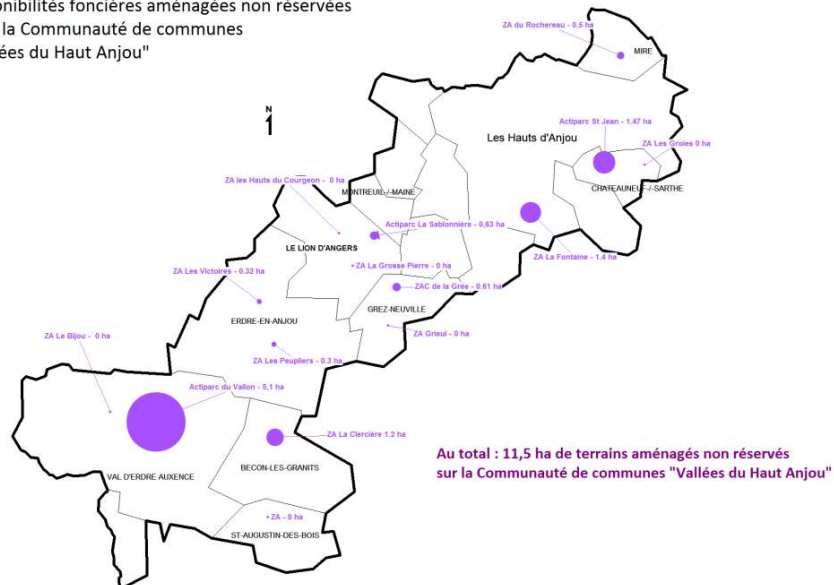 onibilités foncières aménagées non réservées
la Communauté de communes
ées du Haut Anjou"
ZA du Rochereau - 0.6 ha
MIRE
N
Actiparc St Jean - 1.47 ha
Les Hauts d'Anjou
ZA Les Groies 0 ha
ZA les Hauts du Courgeon - 0 ha
MONTREUIL-/-MAINE
CHATEAUNEUF-/-SARTHE
Actiparc La Sablonnière - 0,63
LE LION D'ANGERS
ZA La Fontaine - 1.4 ha
ZA La Grosse Pierre - 0 ha
ZA Les Victoires - 0.32 ha
ZAC de la Grée - 0.61 ha
GREZ-NEUVILLE
ERDRE-EN-ANJOU
ZA Grieul - 0 ha
ZA Le Bijou - 0 ha
ZA Les Peupliers - 0.3 ha
Actiparc du Vallon - 5,1 ha
ZA La Clercière 1.2 ha
Au total : 11,5 ha de terrains aménagés non réservés
sur la Communauté de communes "Vallées du Haut Anjou"
BECON-LES-GRANITS
VAL D'ERDRE AUXENCE
ZA - 0 ha
ST-AUGUSTIN-DES-BOIS